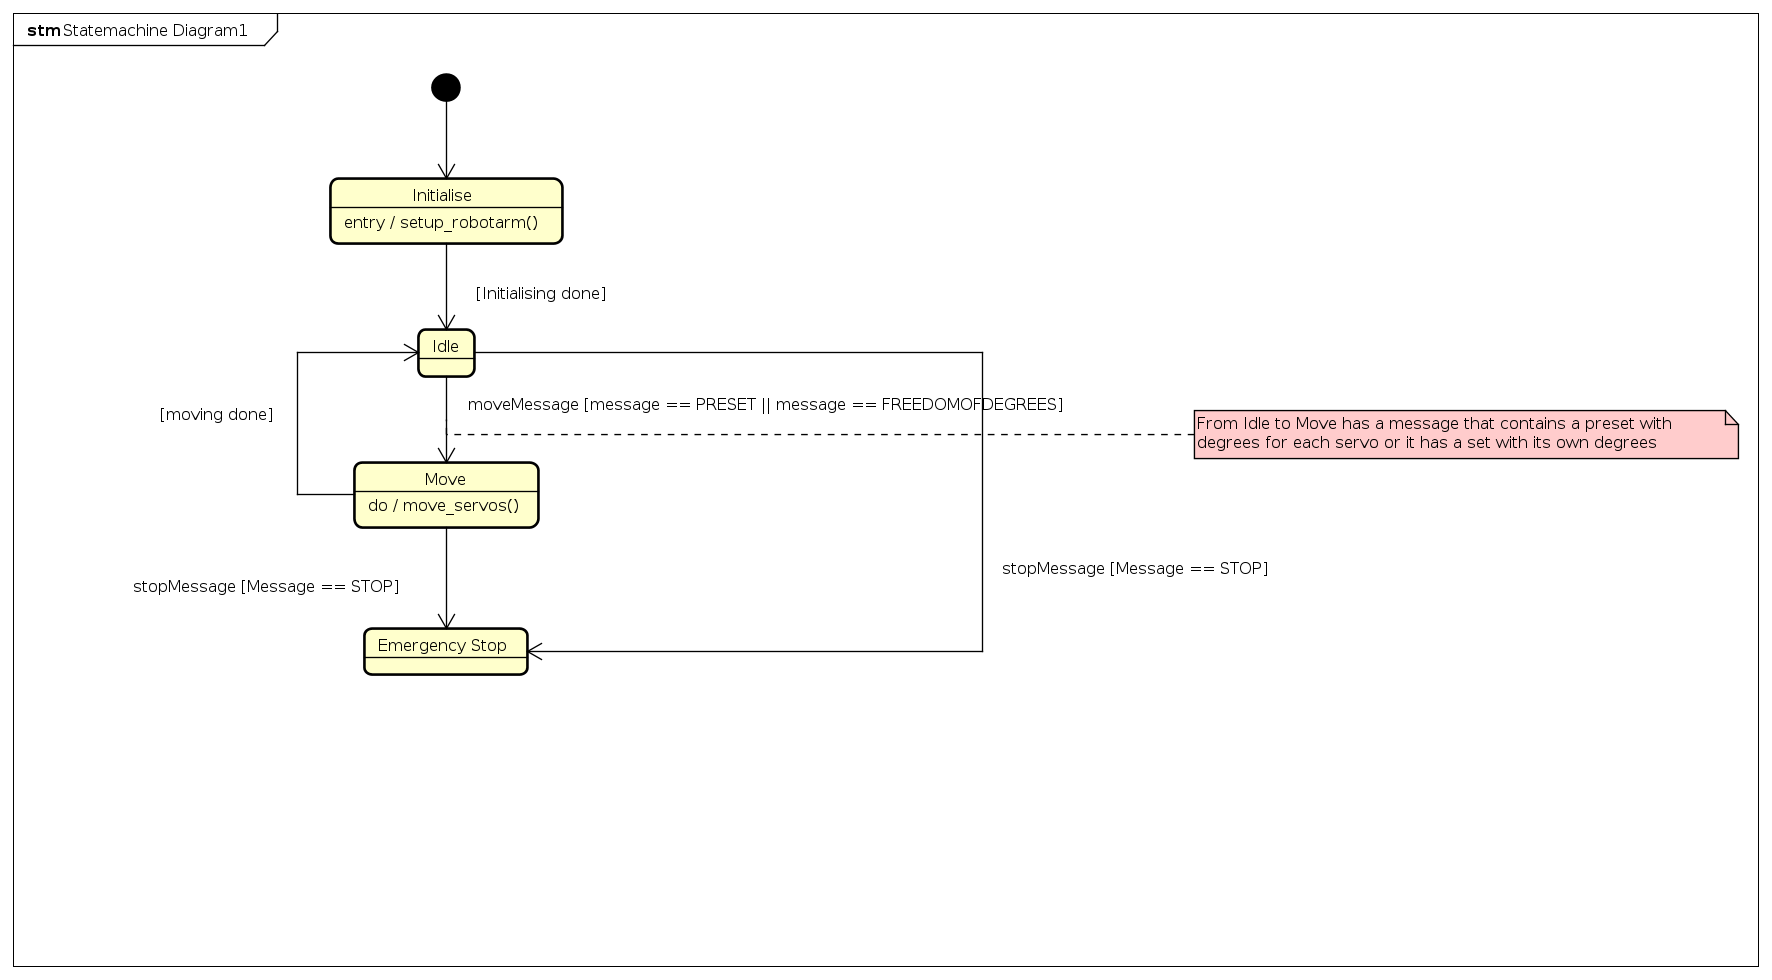 stm Statemachine Diagram1
Initialise
entry / setup_robotarm()
[Initialising done]
Idle
moveMessage [message == PRESET || message == FREEDOMOFDEGREES]
[moving done]
From Idle to Move has a message that contains a preset with
degrees for each servo or it has a set with its own degrees
Move
do / move_servos()
stopMessage [Message == STOP]
stopMessage [Message == STOP]
Emergency Stop